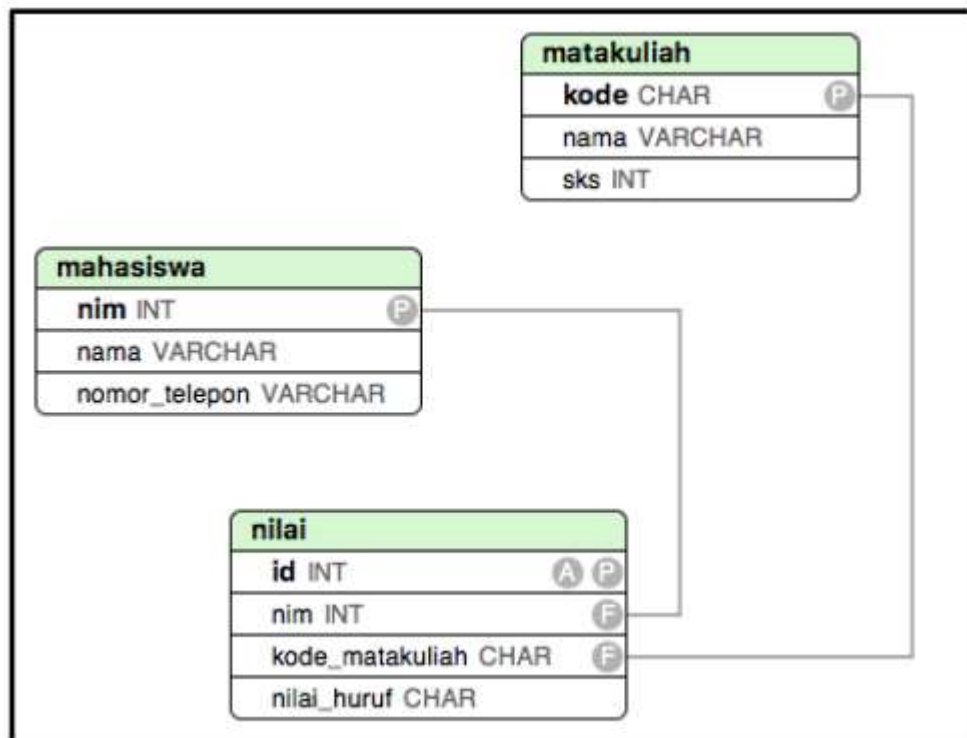 matakuliah
kode CHAR P
nama VARCHAR
sks INT
mahasiswa
nim INT P
nama VARCHAR
nomor_telepon VARCHAR
nilai
id INT A P
nim INT F
kode_matakuliah CHAR F
nilai_huruf CHAR